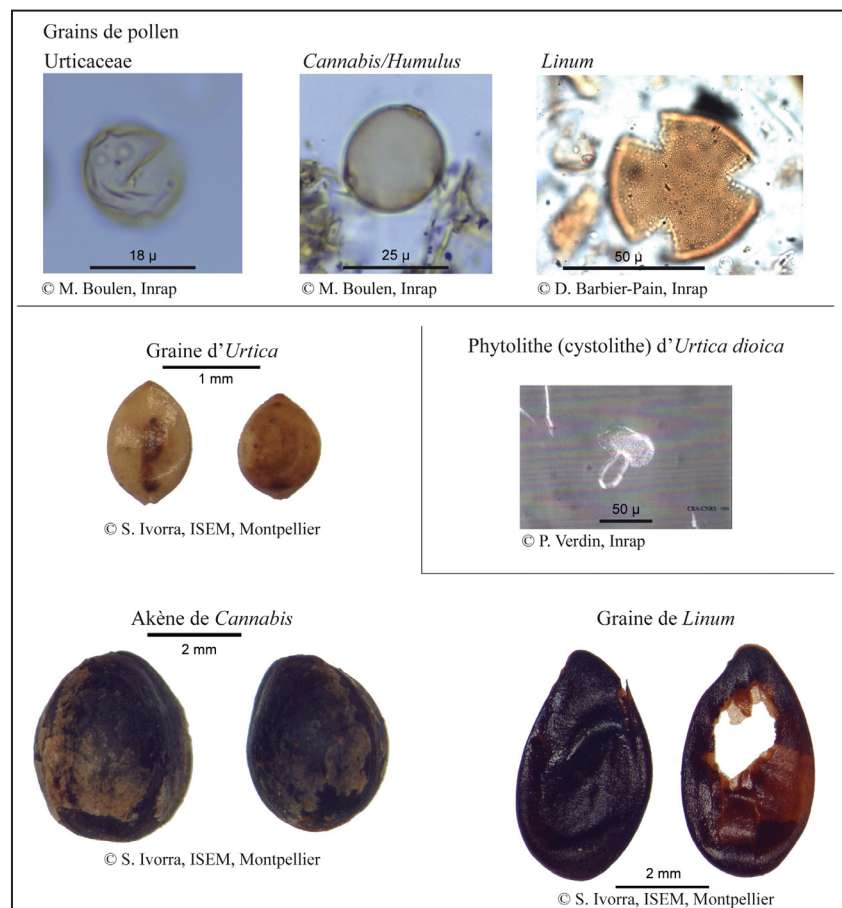 Grains de pollen
Urticaceae
Cannabis/Humulus
Linum
18 µ
25 µ
50 µ
© M. Boulen, Inrap
© M. Boulen, Inrap
© D. Barbier-Pain, Inrap
Graine d’Urtica
1 mm
© S. Ivorra, ISEM, Montpellier
Phytolithe (cystolithe) d’Urtica dioica
50 µ
CRA-CNRS
© P. Verdin, Inrap
Akène de Cannabis
2 mm
© S. Ivorra, ISEM, Montpellier
Graine de Linum
2 mm
© S. Ivorra, ISEM, Montpellier